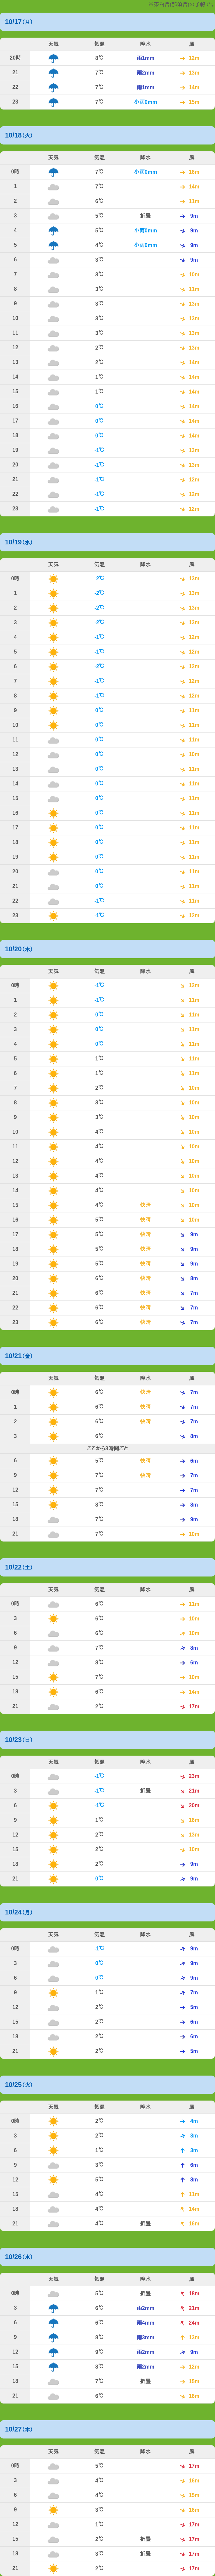 10/17(月)
天気 気温 降水 風
20時 8℃ 雨1mm 12m
21 7℃ 雨2mm 13m
22 7℃ 雨1mm 14m
23 7℃ 小雨0mm 15m
10/18(火)
天気 気温 降水 風
0時 7℃ 小雨0mm 16m
1 7℃ 14m
2 6℃ 11m
3 5℃ 折畳 9m
4 5℃ 小雨0mm 9m
5 4℃ 小雨0mm 9m
6 3℃ 9m
7 3℃ 10m
8 3℃ 11m
9 3℃ 13m
10 3℃ 13m
11 3℃ 13m
12 2℃ 13m
13 2℃ 14m
14 1℃ 14m
15 1℃ 14m
16 0℃ 14m
17 0℃ 14m
18 0℃ 14m
19 -1℃ 13m
20 -1℃ 13m
21 -1℃ 12m
22 -1℃ 12m
23 -1℃ 12m
10/19(水)
天気 気温 降水 風
0時 -2℃ 13m
1 -2℃ 13m
2 -2℃ 13m
3 -2℃ 13m
4 -1℃ 12m
5 -1℃ 12m
6 -2℃ 12m
7 -1℃ 12m
8 -1℃ 12m
9 0℃ 11m
10 0℃ 11m
11 0℃ 11m
12 0℃ 10m
13 0℃ 11m
14 0℃ 11m
15 0℃ 11m
16 0℃ 11m
17 0℃ 11m
18 0℃ 11m
19 0℃ 11m
20 0℃ 11m
21 0℃ 11m
22 -1℃ 11m
23 -1℃ 12m
10/20(木)
天気 気温 降水 風
0時 -1℃ 12m
1 -1℃ 11m
2 0℃ 11m
3 0℃ 11m
4 0℃ 11m
5 1℃ 11m
6 1℃ 11m
7 2℃ 10m
8 3℃ 10m
9 3℃ 10m
10 4℃ 10m
11 4℃ 10m
12 4℃ 10m
13 4℃ 10m
14 4℃ 10m
15 4℃ 快晴 10m
16 5℃ 快晴 10m
17 5℃ 快晴 9m
18 5℃ 快晴 9m
19 5℃ 快晴 9m
20 6℃ 快晴 8m
21 6℃ 快晴 7m
22 6℃ 快晴 7m
23 6℃ 快晴 7m
10/21(金)
天気 気温 降水 風
0時 6℃ 快晴 7m
1 6℃ 快晴 7m
2 6℃ 快晴 7m
3 6℃ 8m
ここから3時間ごと
6 5℃ 快晴 6m
9 7℃ 快晴 7m
12 7℃ 7m
15 8℃ 8m
18 7℃ 9m
21 7℃ 10m
10/22(土)
天気 気温 降水 風
0時 6℃ 11m
3 6℃ 10m
6 6℃ 10m
9 7℃ 8m
12 8℃ 6m
15 7℃ 10m
18 6℃ 14m
21 2℃ 17m
10/23(日)
天気 気温 降水 風
0時 -1℃ 23m
3 -1℃ 折畳 21m
6 -1℃ 20m
9 1℃ 16m
12 2℃ 13m
15 2℃ 10m
18 2℃ 9m
21 0℃ 9m
10/24(月)
天気 気温 降水 風
0時 -1℃ 9m
3 0℃ 9m
6 0℃ 9m
9 1℃ 7m
12 2℃ 5m
15 2℃ 6m
18 2℃ 6m
21 2℃ 5m
10/25(火)
天気 気温 降水 風
0時 2℃ 4m
3 2℃ 3m
6 1℃ 3m
9 3℃ 6m
12 5℃ 8m
15 4℃ 11m
18 4℃ 14m
21 4℃ 折畳 16m
10/26(水)
天気 気温 降水 風
0時 5℃ 折畳 18m
3 6℃ 雨2mm 21m
6 6℃ 雨4mm 24m
9 8℃ 雨3mm 13m
12 9℃ 雨2mm 9m
15 8℃ 雨2mm 12m
18 7℃ 折畳 15m
21 6℃ 16m
10/27(木)
天気 気温 降水 風
0時 5℃ 17m
3 4℃ 16m
6 4℃ 15m
9 3℃ 16m
12 1℃ 17m
15 2℃ 折畳 17m
18 3℃ 折畳 17m
21 2℃ 17m